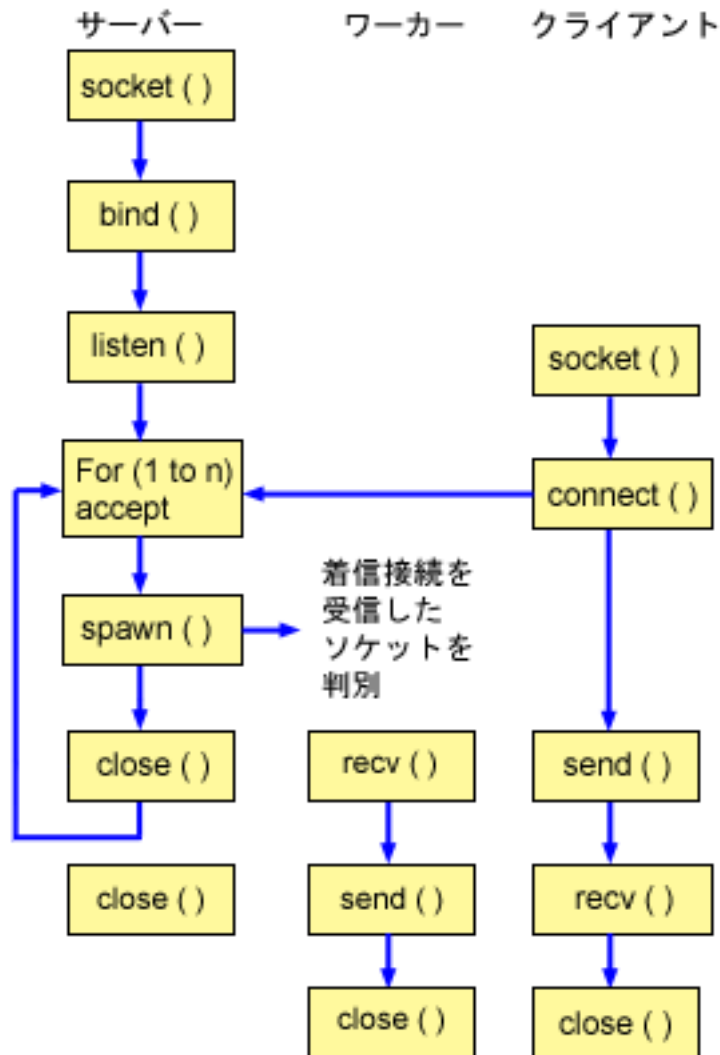 サーバー
ワーカー
クライアント
socket ( )
bind ( )
listen ( )
socket ( )
For (1 to n)
accept
connect ( )
着信接続を
受信した
ソケットを
判別
spawn ( )
close ( )
recv ( )
send ( )
close ( )
send ( )
recv ( )
close ( )
close ( )